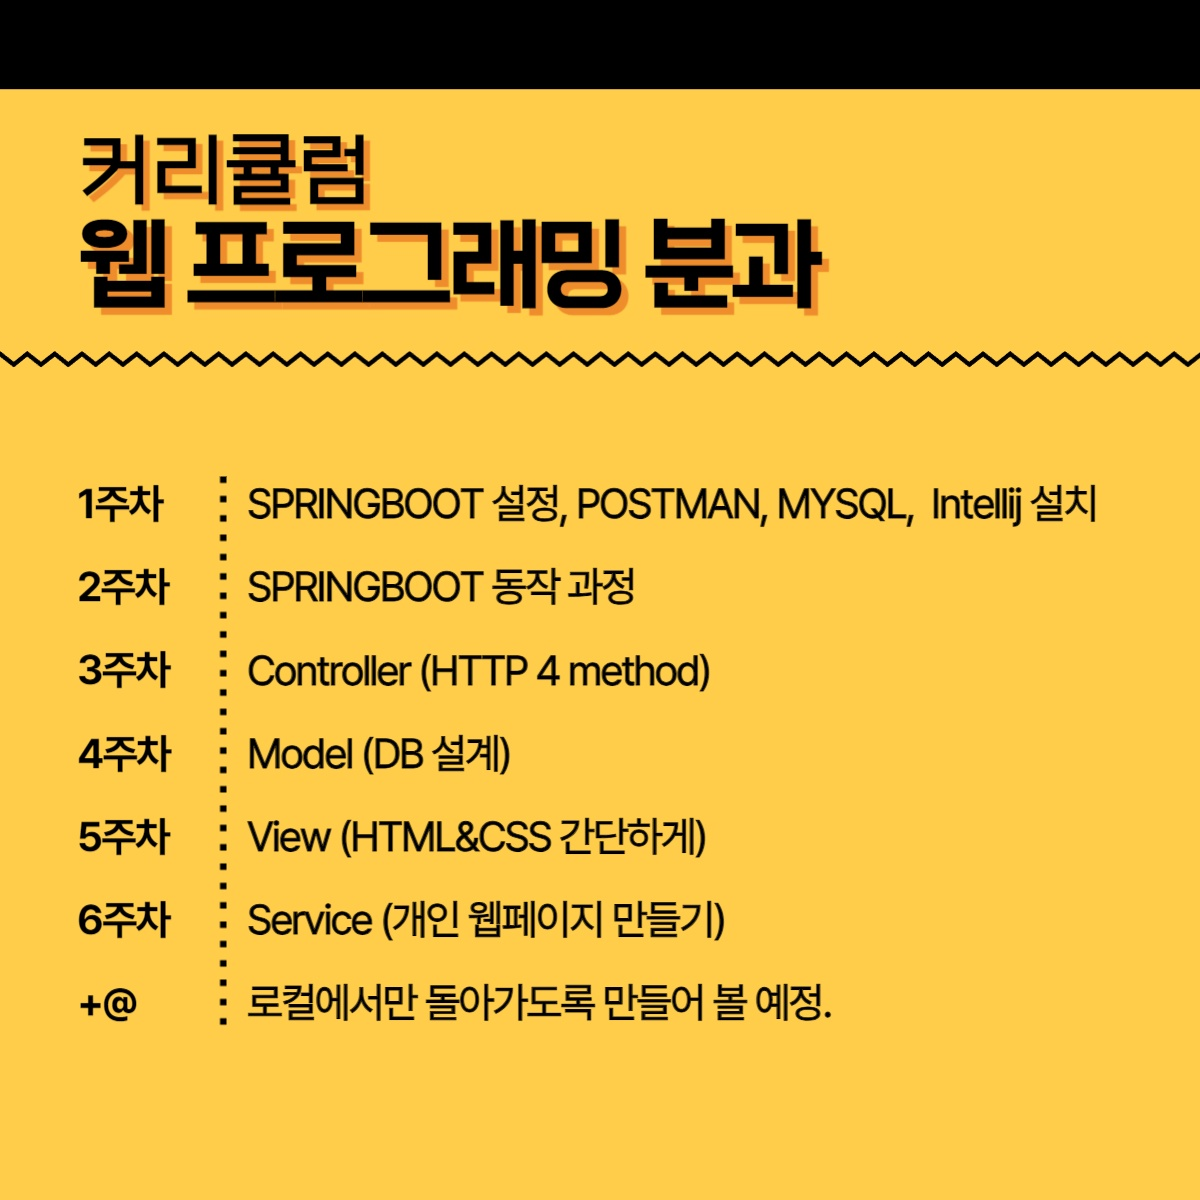 커리큘럼
웹 프로그래밍 분과
1주차 SPRINGBOOT 설정, POSTMAN, MYSQL, Intellij 설치
2주차 SPRINGBOOT 동작 과정
3주차 Controller (HTTP 4 method)
4주차 Model (DB 설계)
5주차 View (HTML&CSS 간단하게)
6주차 Service (개인 웹페이지 만들기)
+@ 로컬에서만 돌아가도록 만들어 볼 예정.